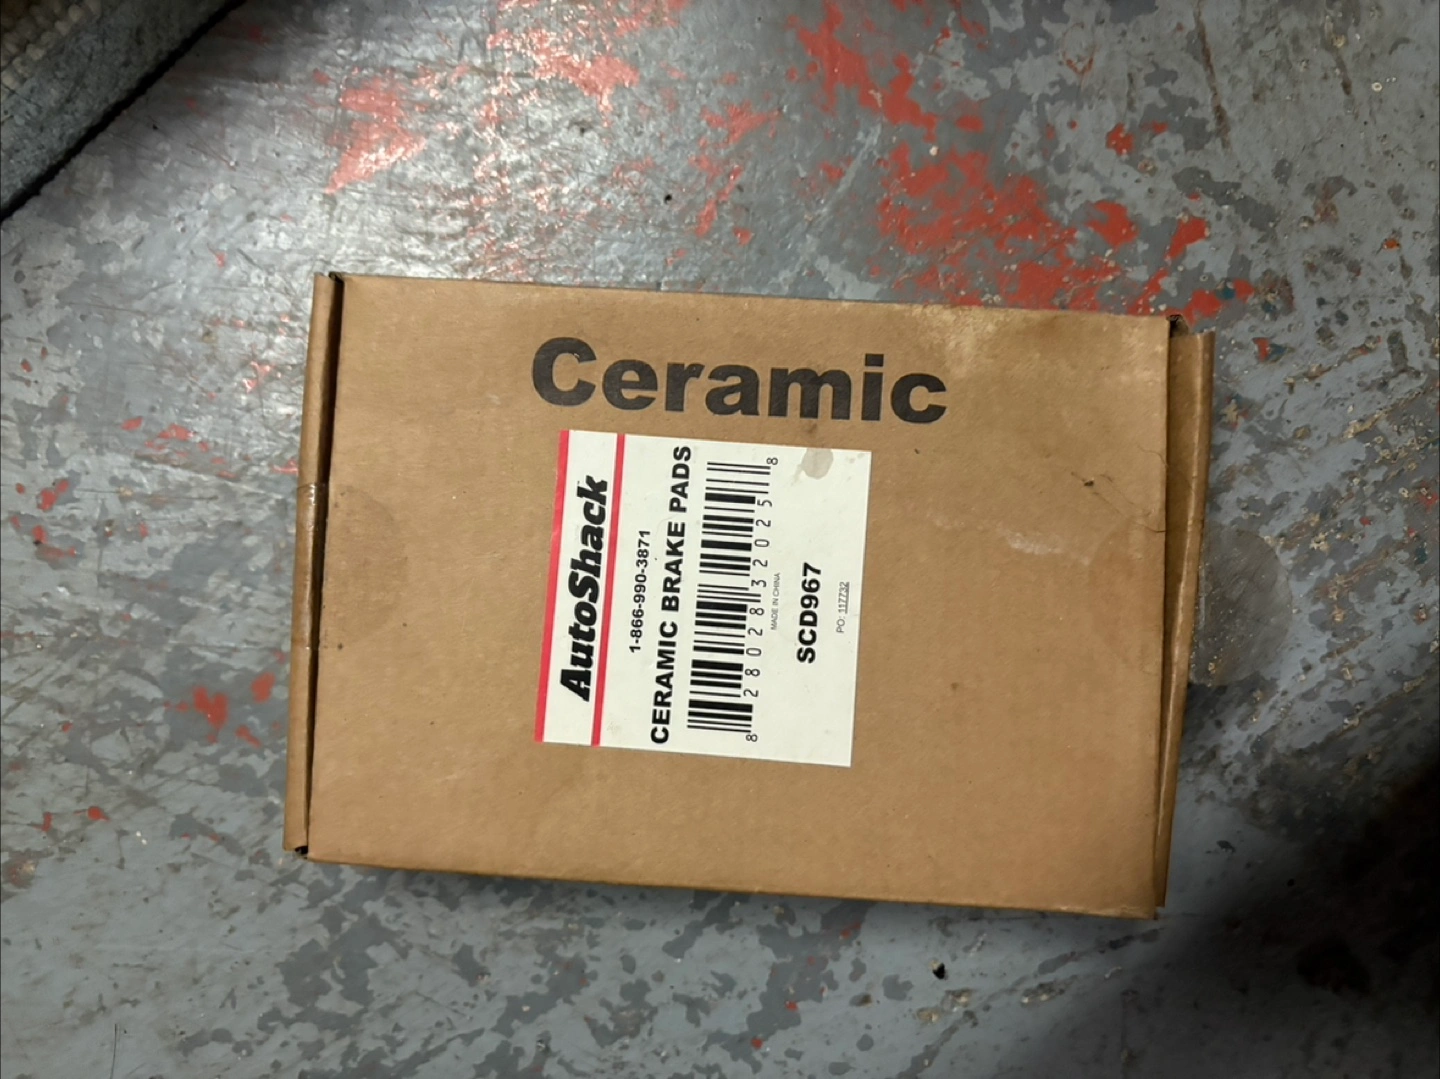 Ceramic
AutoShack
1-866-990-3871
CERAMIC BRAKE PADS
8 28028 32025 8
MADE IN CHINA
SCD967
PO: 117732